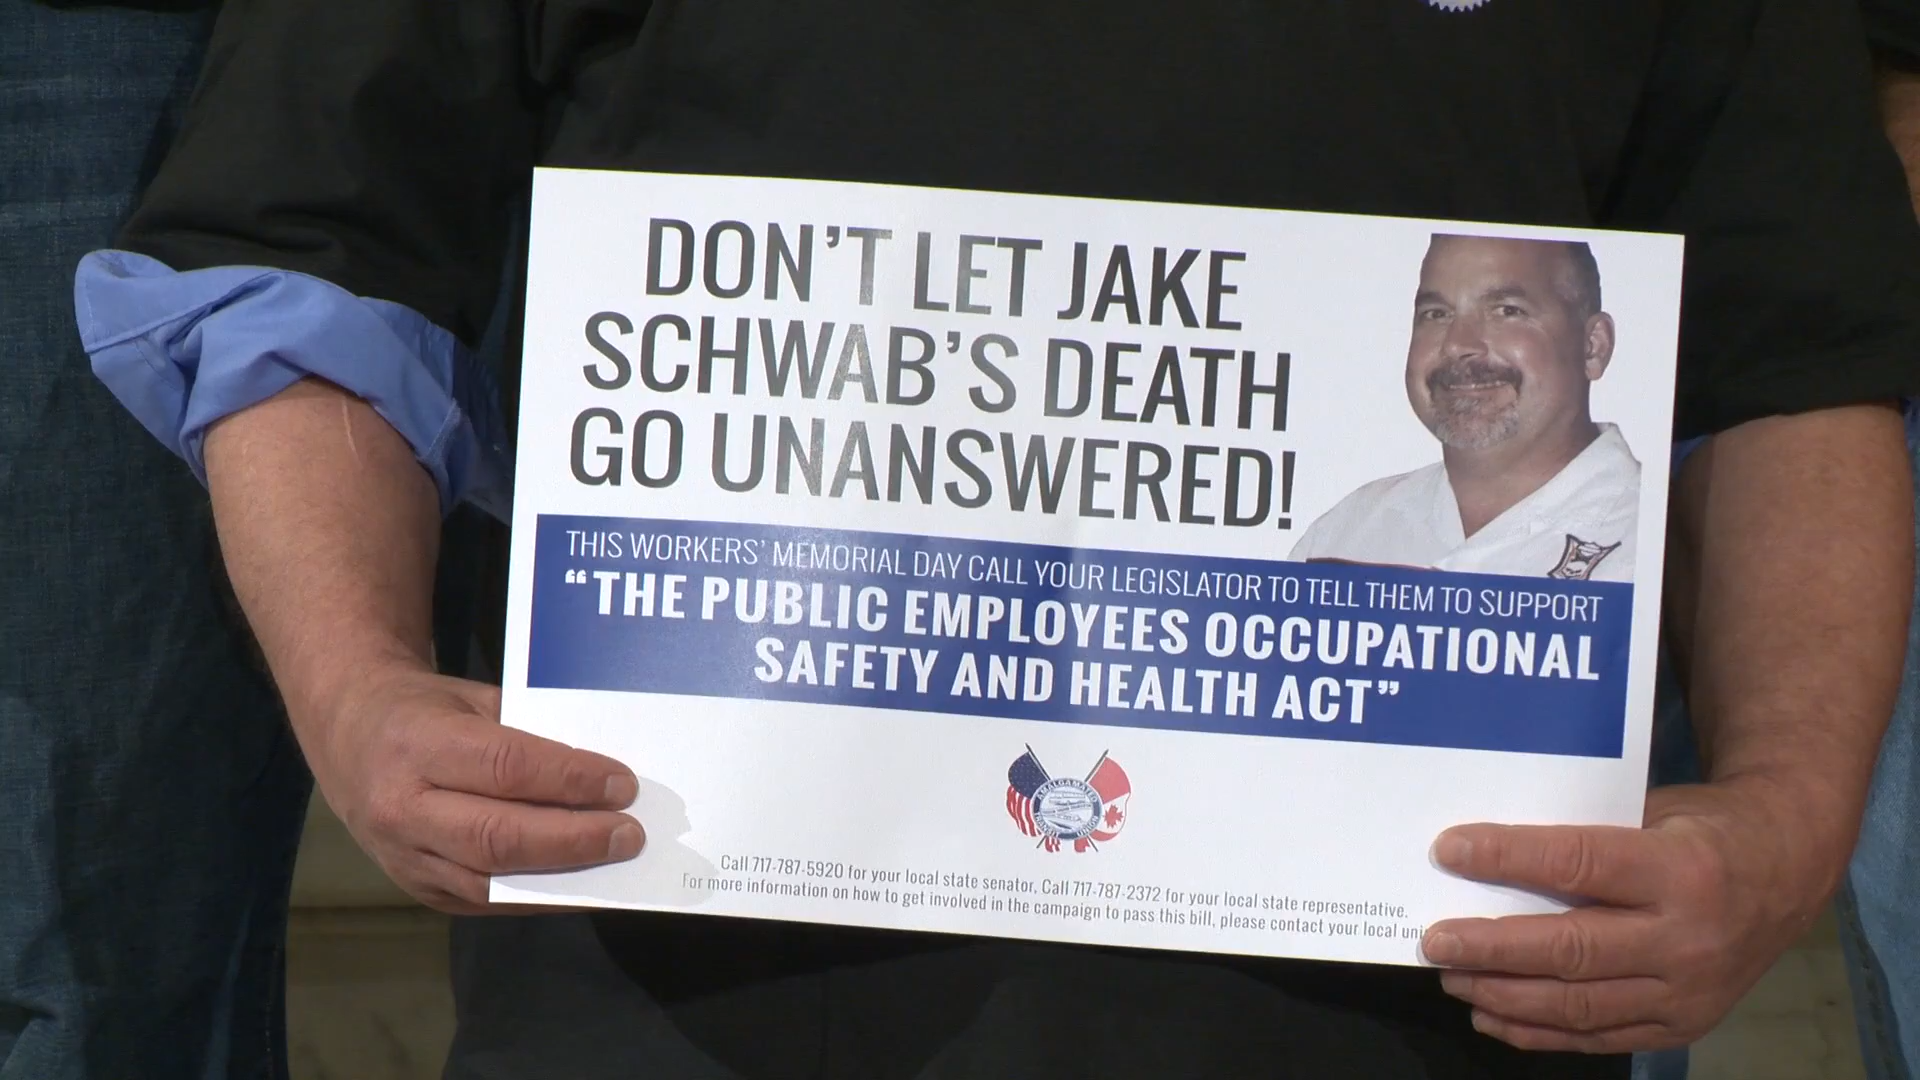 DON'T LET JAKE
SCHWAB'S DEATH
GO UNANSWERED!
THIS WORKERS' MEMORIAL DAY CALL YOUR LEGISLATOR TO TELL THEM TO SUPPORT
“THE PUBLIC EMPLOYEES OCCUPATIONAL
SAFETY AND HEALTH ACT”
AMALGAMATED
TRANSIT UNION
Call 717-787-5920 for your local state senator. Call 717-787-2372 for your local state representative.
For more information on how to get involved in the campaign to pass this bill, please contact your local